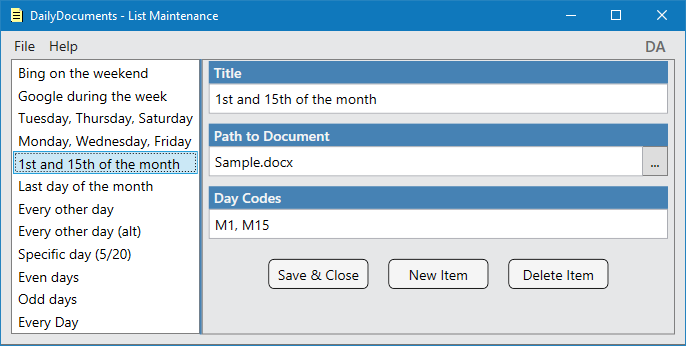 DailyDocuments - List Maintenance
File Help DA
Bing on the weekend
Google during the week
Tuesday, Thursday, Saturday
Monday, Wednesday, Friday
1st and 15th of the month
Last day of the month
Every other day
Every other day (alt)
Specific day (5/20)
Even days
Odd days
Every Day
Title
1st and 15th of the month
Path to Document
Sample.docx ...
Day Codes
M1, M15
Save & Close New Item Delete Item